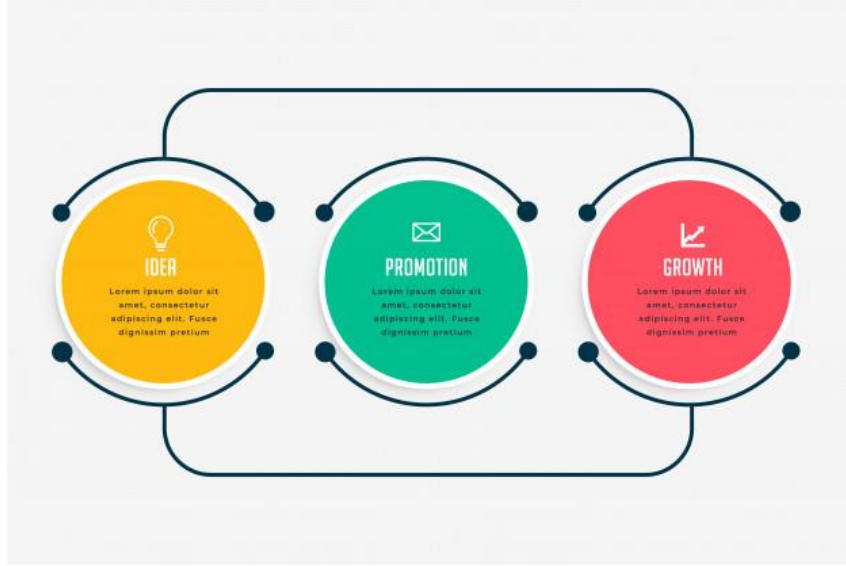 IDEA
Lorem ipsum dolor sit
amet, consectetur
adipiscing elit. Fusce
dignissim pretium
PROMOTION
Lorem ipsum dolor sit
amet, consectetur
adipiscing elit. Fusce
dignissim pretium
GROWTH
Lorem ipsum dolor sit
amet, consectetur
adipiscing elit. Fusce
dignissim pretium